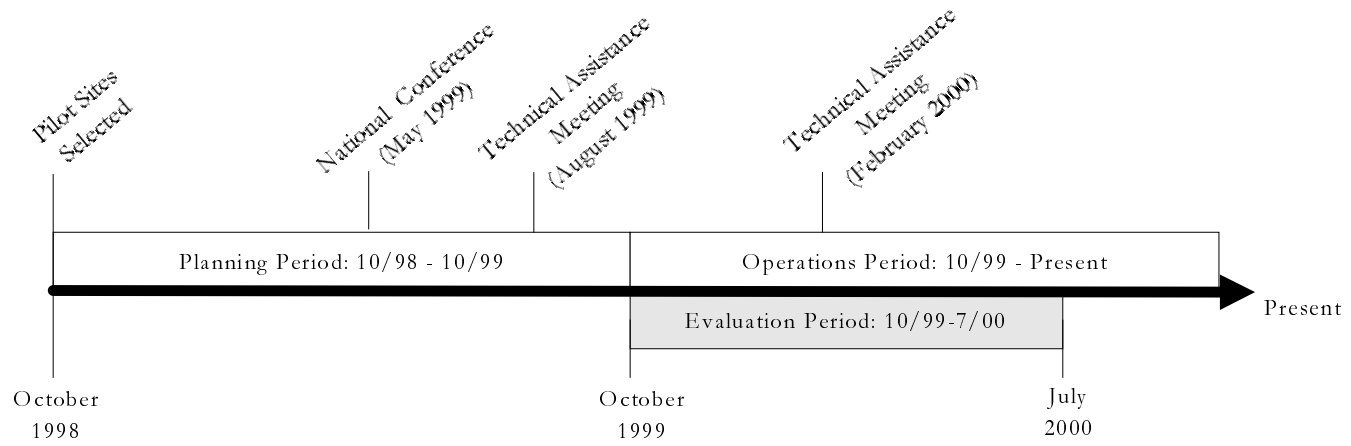 Pilot Sites
Selected
National Conference
(May 1999)
Technical Assistance
Meeting
(August 1999)
Technical Assistance
Meeting
(February 2000)
Planning Period: 10/98 - 10/99
Operations Period: 10/99 - Present
Evaluation Period: 10/99-7/00
Present
October
1998
October
1999
July
2000